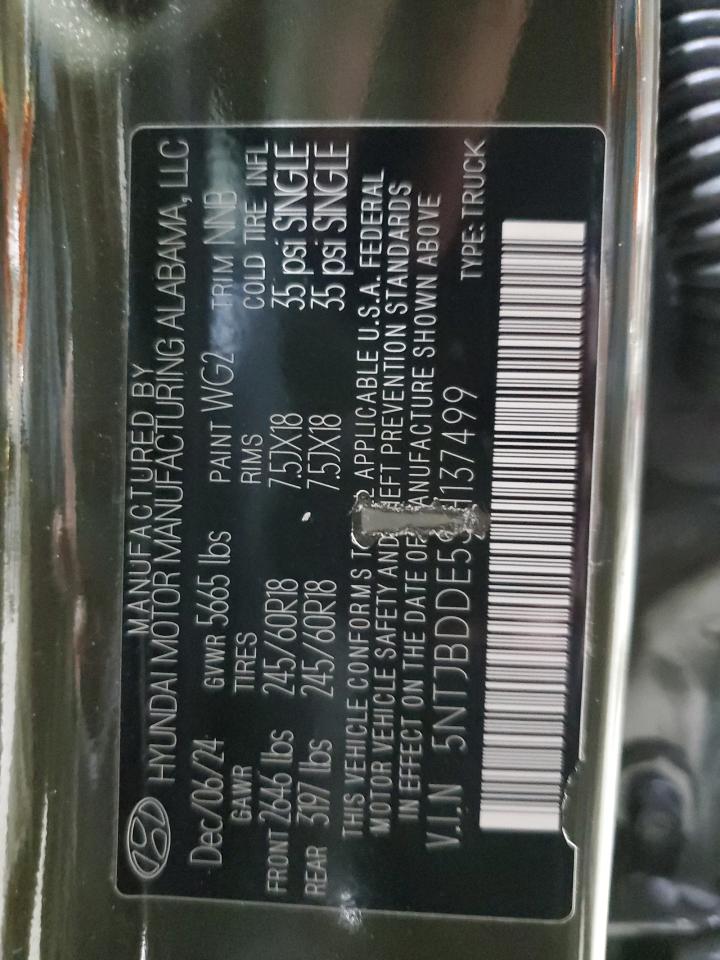 MANUFACTURED BY
HYUNDAI MOTOR MANUFACTURING ALABAMA, LLC
Dec/06/24 GVWR 5665 lbs PAINT WG2 TRIM NNB
GAWR TIRES RIMS COLD TIRE INFL
FRONT 2646 lbs 245/60R18 7.5JX18 35 psi SINGLE
REAR 3197 lbs 245/60R18 7.5JX18 35 psi SINGLE
THIS VEHICLE CONFORMS APPLICABLE U.S.A. FEDERAL
MOTOR VEHICLE SAFETY AND THEFT PREVENTION STANDARDS
IN EFFECT ON THE DATE OF MANUFACTURE SHOWN ABOVE
V.I.N 5NTJBDDE5 H137499 TYPE: TRUCK